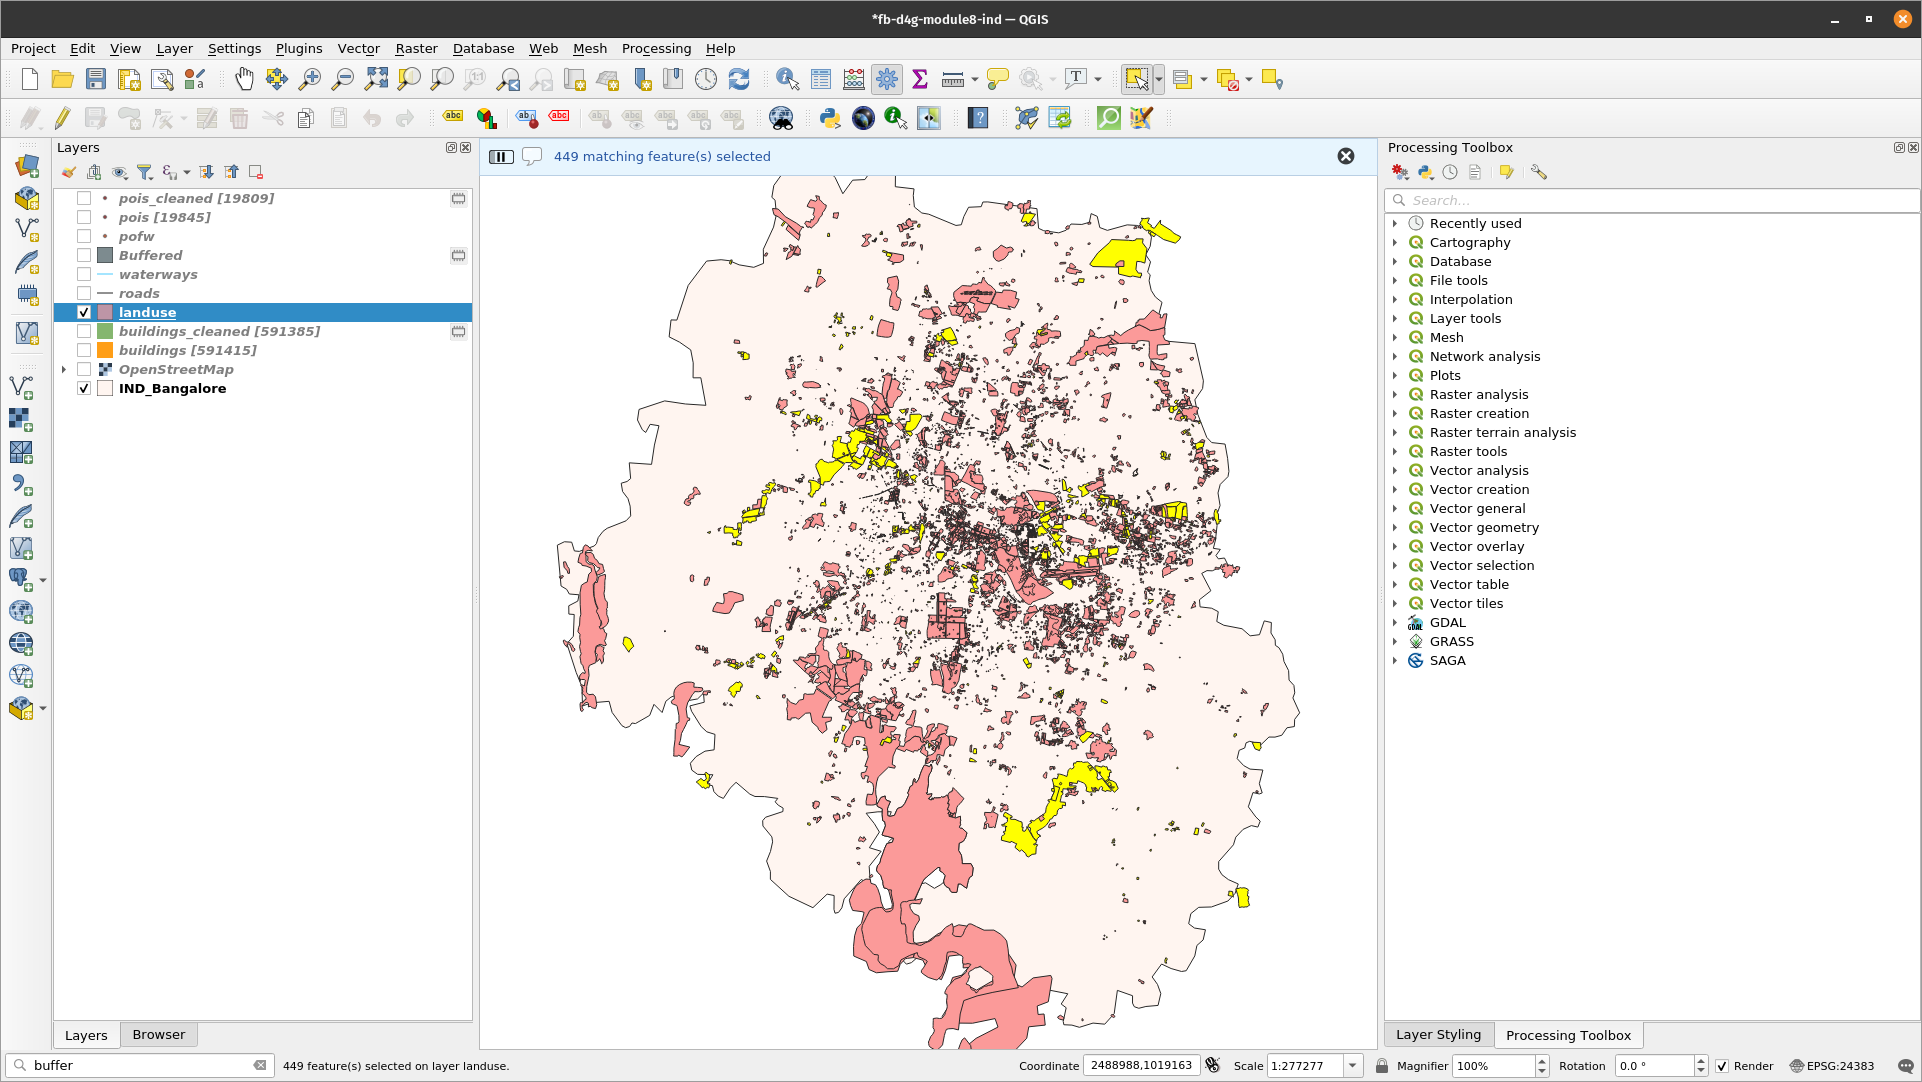 *fb-d4g-module8-ind — QGIS
Project Edit View Layer Settings Plugins Vector Raster Database Web Mesh Processing Help
Layers
pois_cleaned [19809]
pois [19845]
pofw
Buffered
waterways
roads
landuse
buildings_cleaned [591385]
buildings [591415]
OpenStreetMap
IND_Bangalore
Layers Browser
449 matching feature(s) selected
Processing Toolbox
Search...
Recently used
Cartography
Database
File tools
Interpolation
Layer tools
Mesh
Network analysis
Plots
Raster analysis
Raster creation
Raster terrain analysis
Raster tools
Vector analysis
Vector creation
Vector general
Vector geometry
Vector overlay
Vector selection
Vector table
Vector tiles
GDAL
GRASS
SAGA
Layer Styling Processing Toolbox
buffer 449 feature(s) selected on layer landuse. Coordinate 2488988,1019163 Scale 1:277277 Magnifier 100% Rotation 0.0 ° Render EPSG:24383